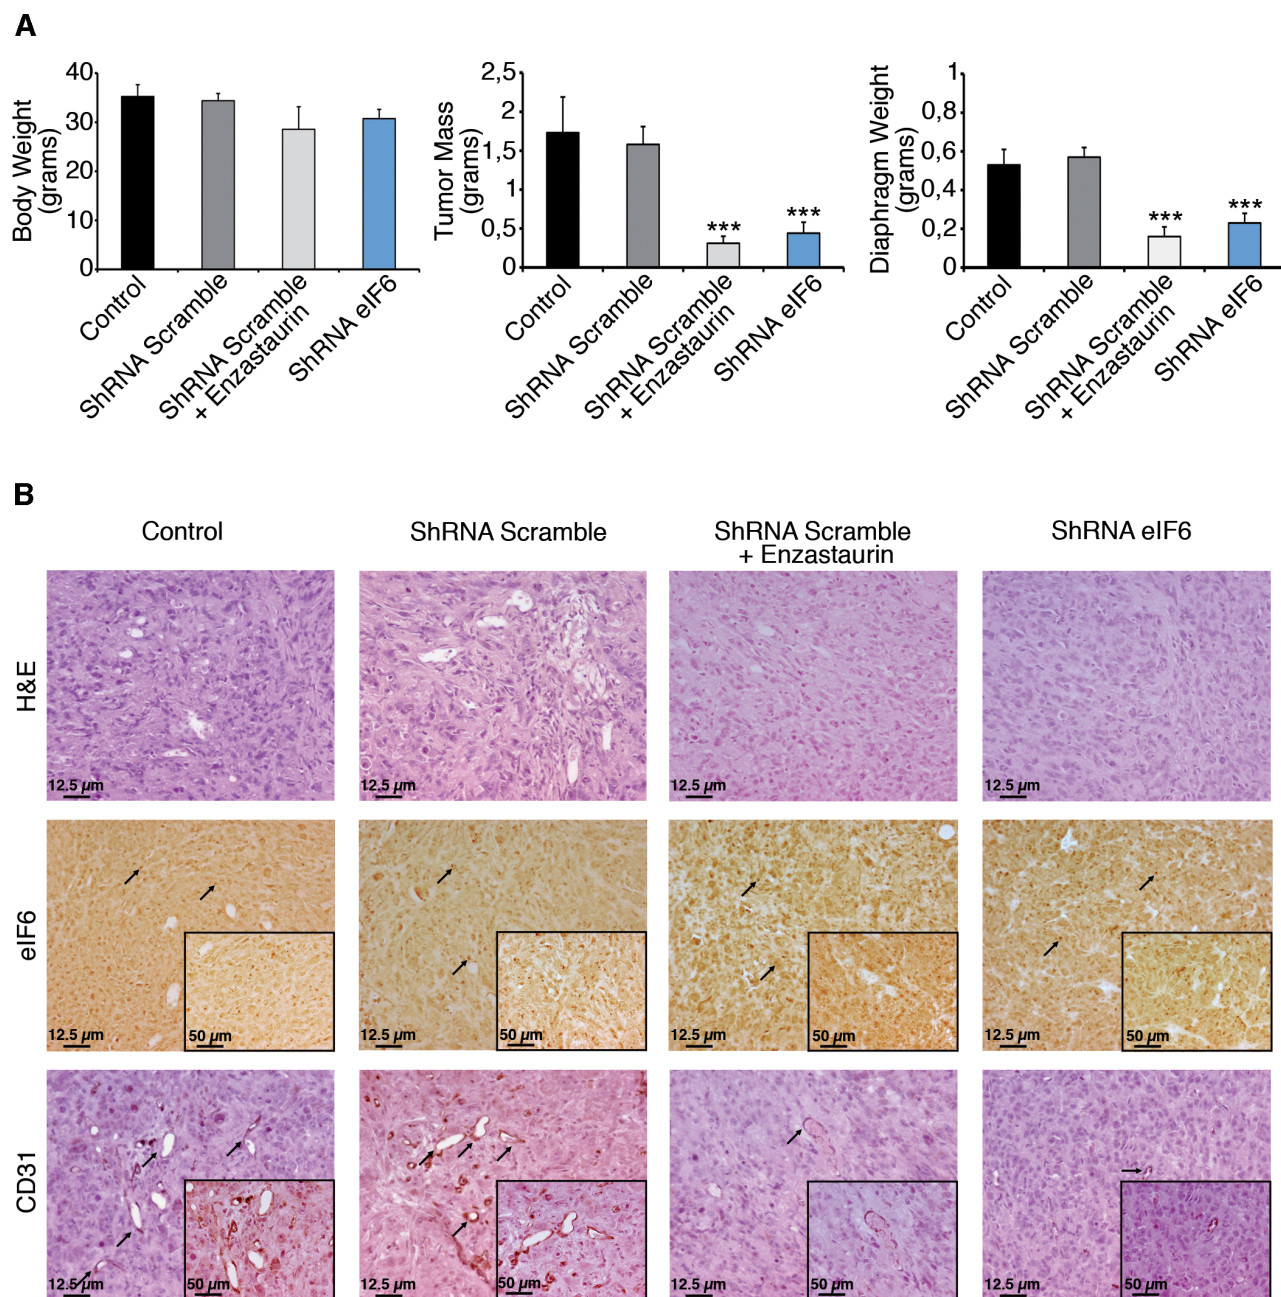 A
Body Weight
(grams)
40
30
20
10
0
Control
ShRNA Scramble
ShRNA Scramble
+ Enzastaurin
ShRNA eIF6
Tumor Mass
(grams)
2,5
2
1,5
1
0,5
0
***
***
Control
ShRNA Scramble
ShRNA Scramble
+ Enzastaurin
ShRNA eIF6
Diaphragm Weight
(grams)
1
0,8
0,6
0,4
0,2
0
***
***
Control
ShRNA Scramble
ShRNA Scramble
+ Enzastaurin
ShRNA eIF6
B
Control
ShRNA Scramble
ShRNA Scramble
+ Enzastaurin
ShRNA eIF6
H&E
12.5 µm
12.5 µm
12.5 µm
12.5 µm
eIF6
12.5 µm
50 µm
12.5 µm
50 µm
12.5 µm
50 µm
12.5 µm
50 µm
CD31
12.5 µm
50 µm
12.5 µm
50 µm
12.5 µm
50 µm
12.5 µm
50 µm